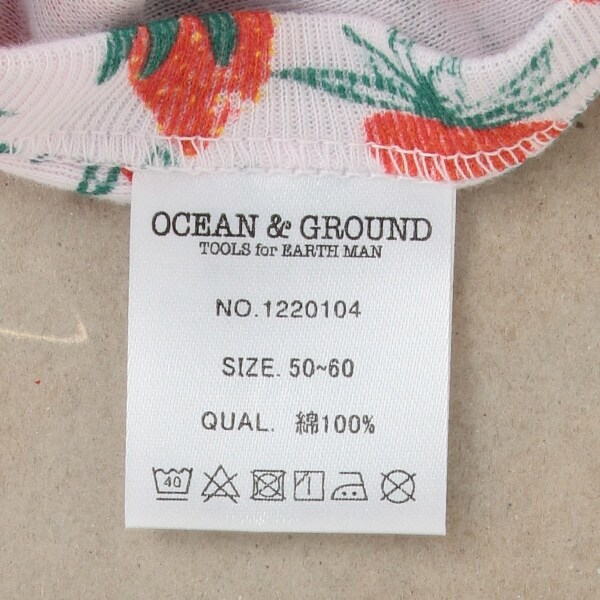 OCEAN & GROUND
TOOLS for EARTH MAN
NO.1220104
SIZE. 50~60
QUAL. 綿100%
40